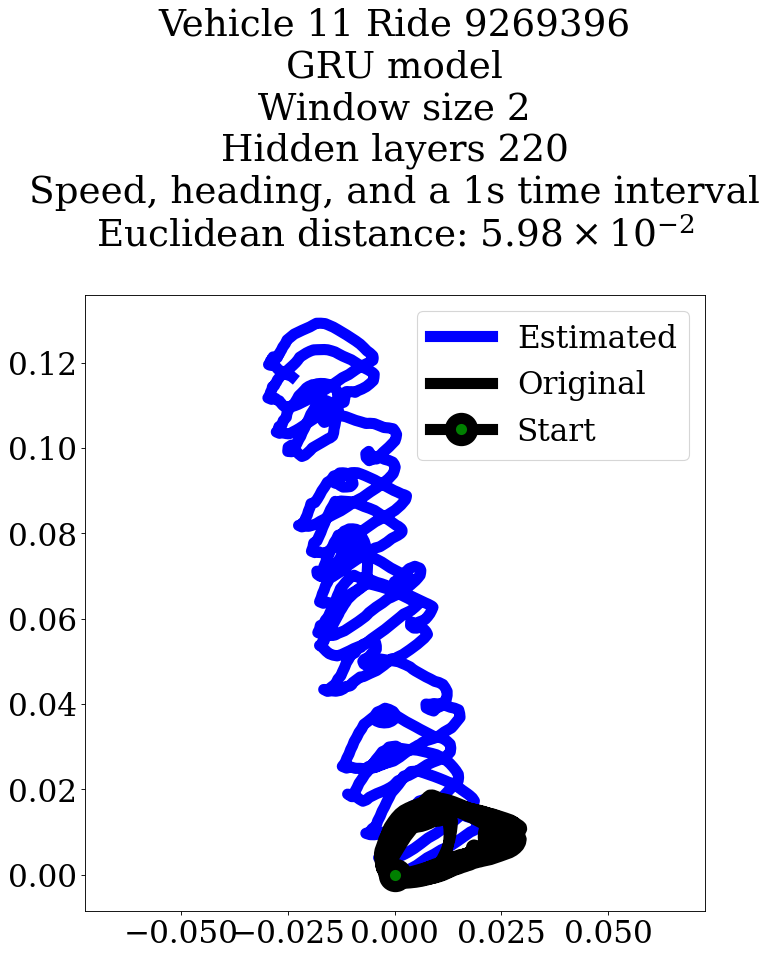 Vehicle 11 Ride 9269396
GRU model
Window size 2
Hidden layers 220
Speed, heading, and a 1s time interval
Euclidean distance: 5.98 × 10⁻²
Estimated
Original
Start
0.12
0.10
0.08
0.06
0.04
0.02
0.00
−0.050 −0.025 0.000 0.025 0.050